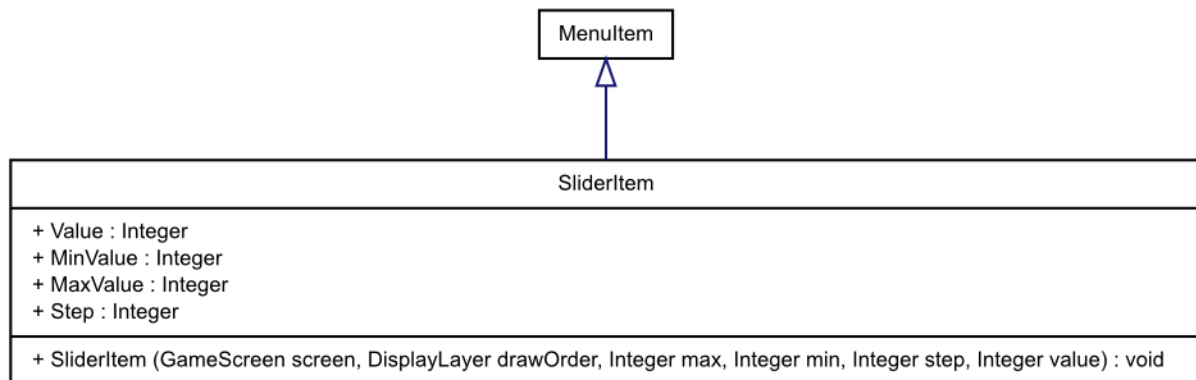 MenuItem
SliderItem
+ Value : Integer
+ MinValue : Integer
+ MaxValue : Integer
+ Step : Integer
+ SliderItem (GameScreen screen, DisplayLayer drawOrder, Integer max, Integer min, Integer step, Integer value) : void